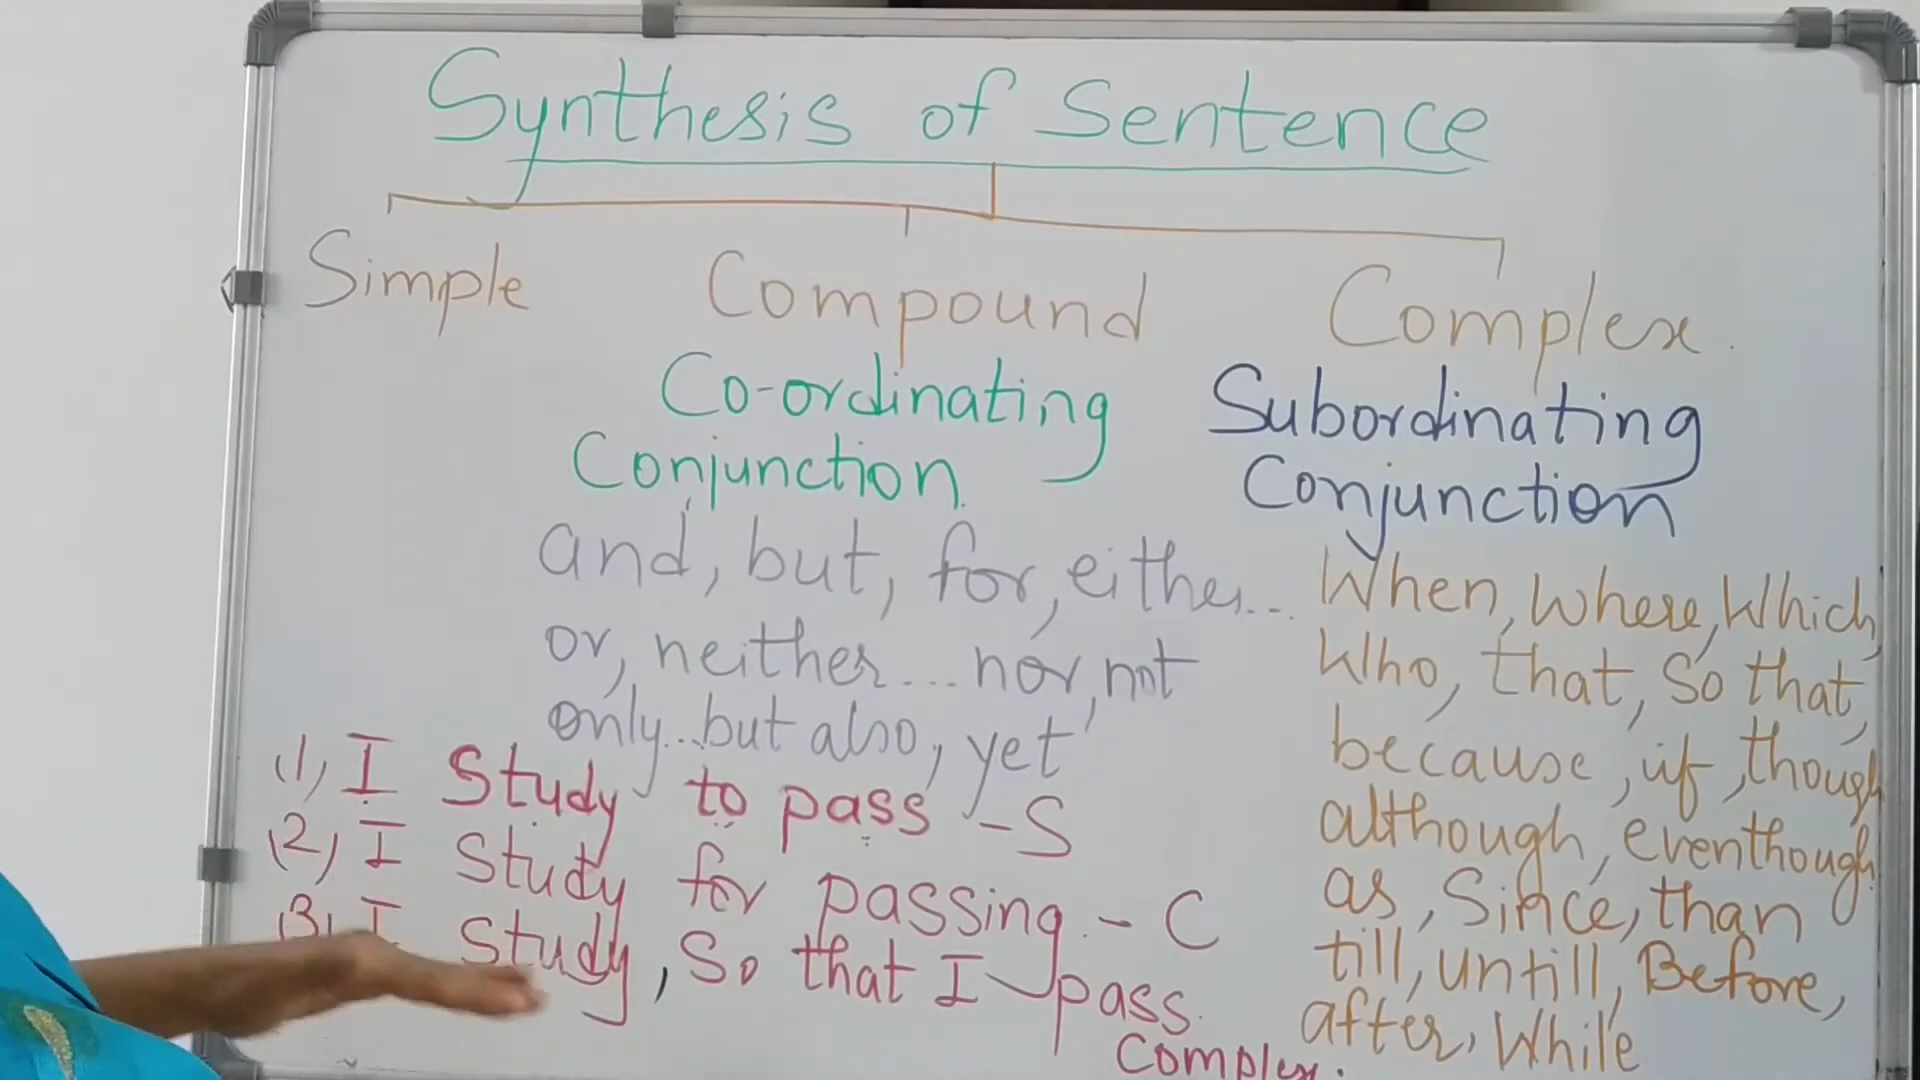 Synthesis of Sentence
Simple Compound Complex.
Co-ordinating
Conjunction
and, but, for, either...
or, neither... nor, not
only... but also, yet
Subordinating
Conjunction
When, Where, Which,
Who, that, So that,
because, if, though
although, eventhough
as, Since, than
till, untill, Before,
after, While
(1) I Study to pass - S
(2) I Study for passing - C
(3) I Study, So that I pass.
Complex.